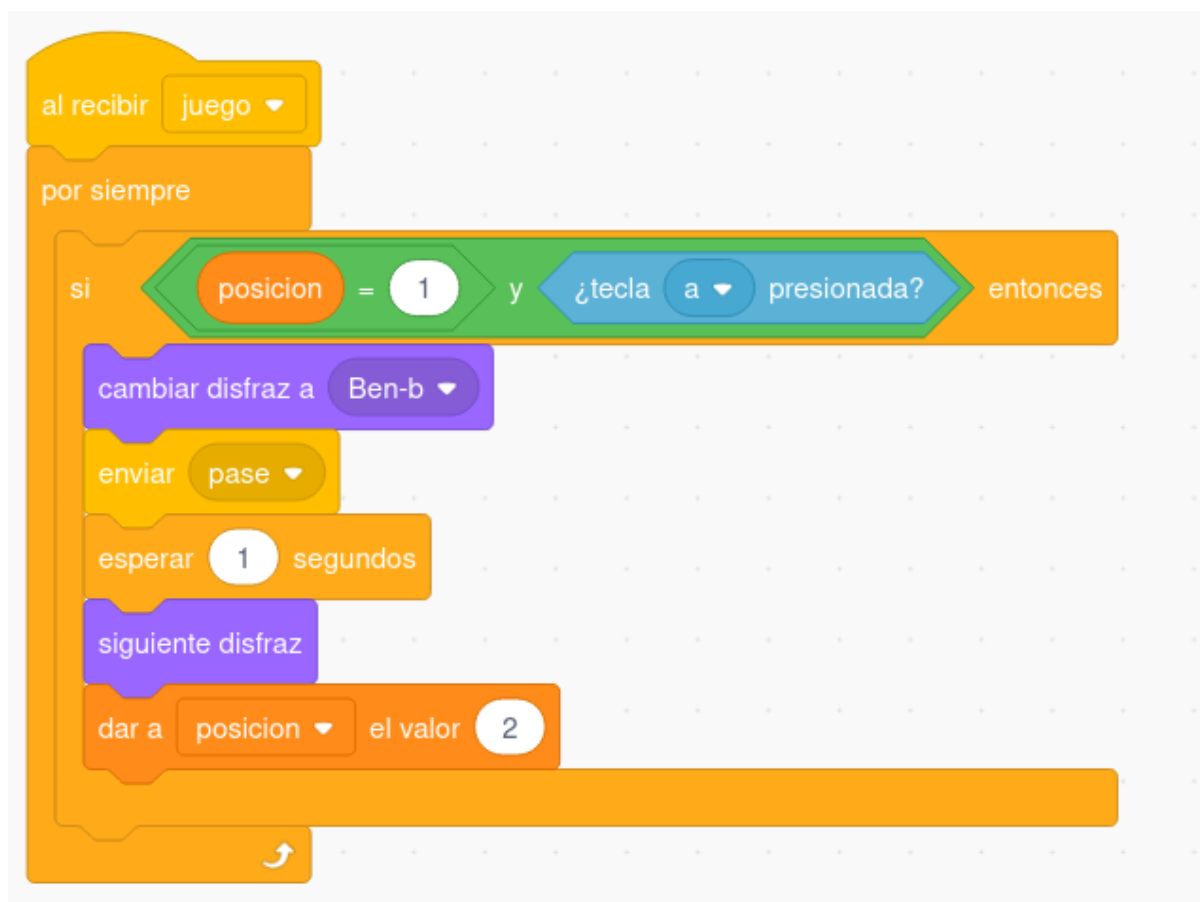 al recibir juego
por siempre
si posicion = 1 y ¿tecla a presionada? entonces
cambiar disfraz a Ben-b
enviar pase
esperar 1 segundos
siguiente disfraz
dar a posicion el valor 2